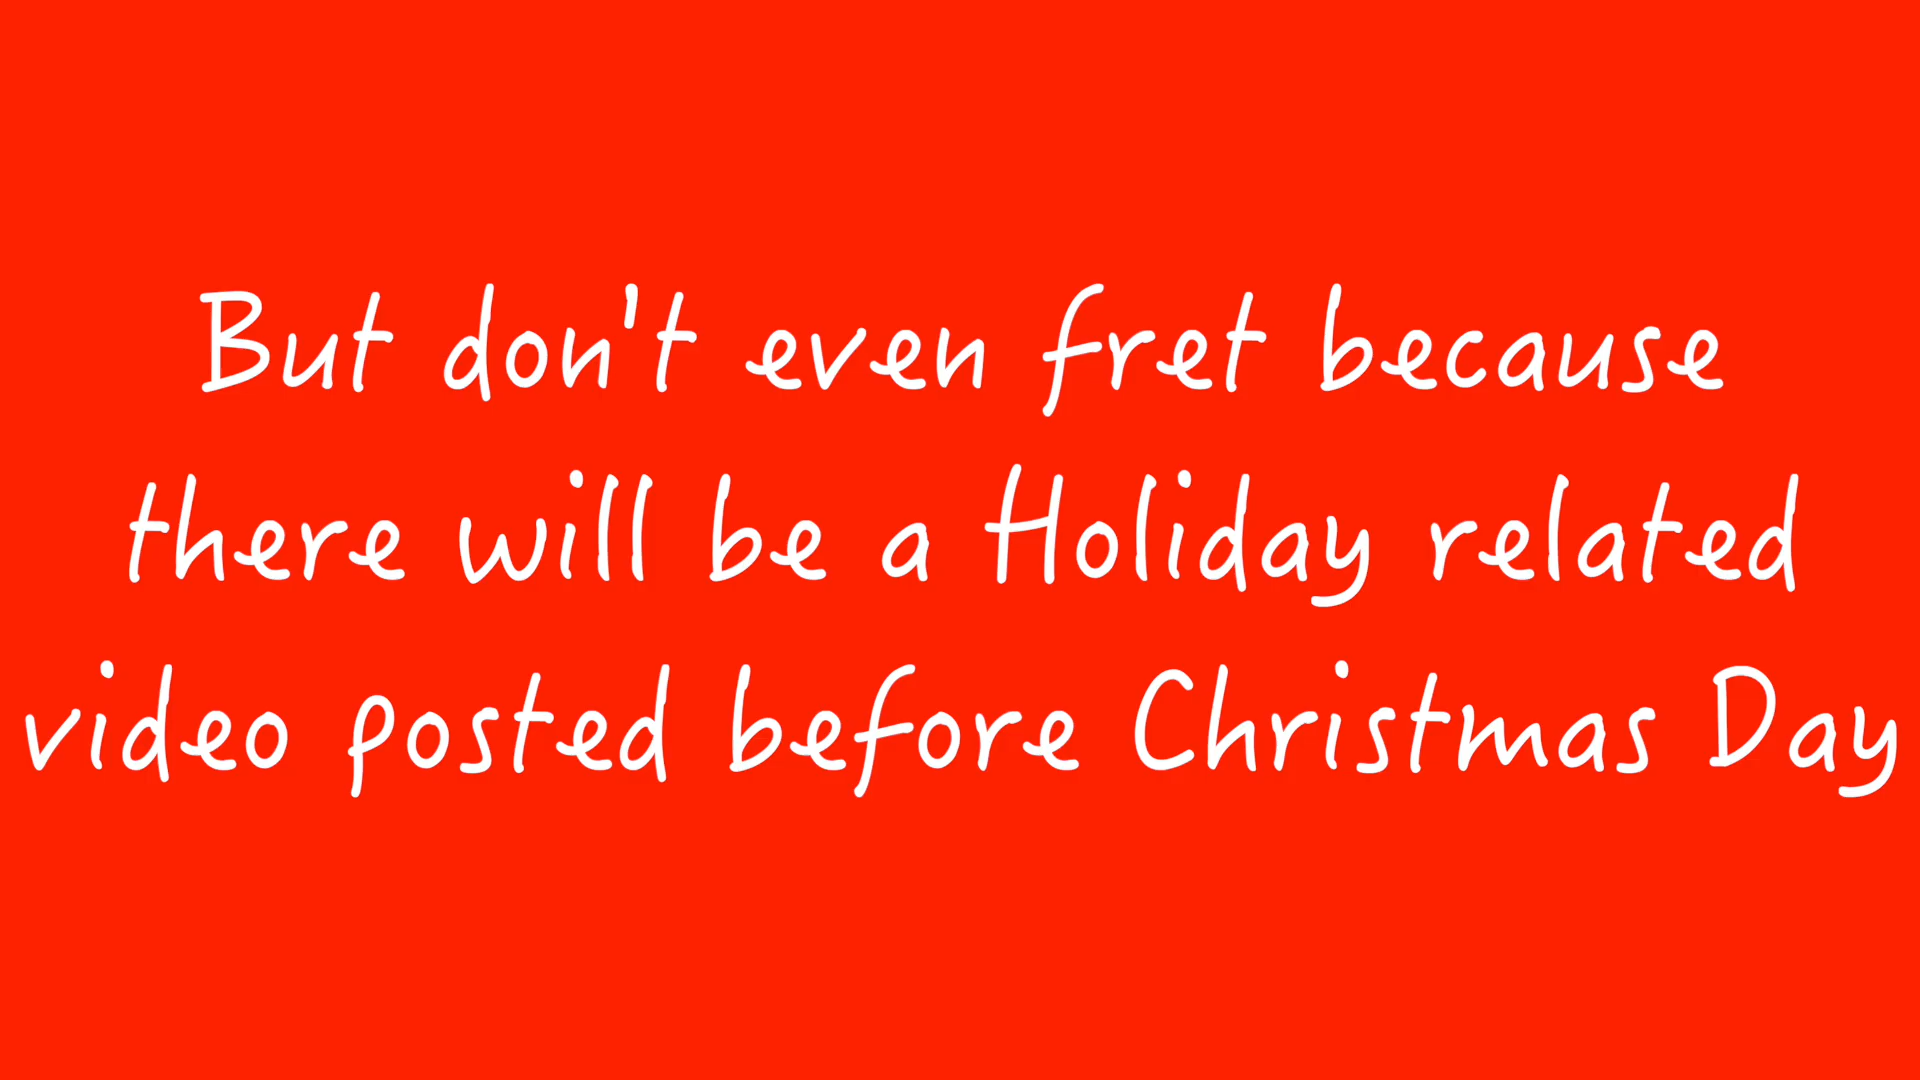 But don't even fret because
there will be a Holiday related
video posted before Christmas Day